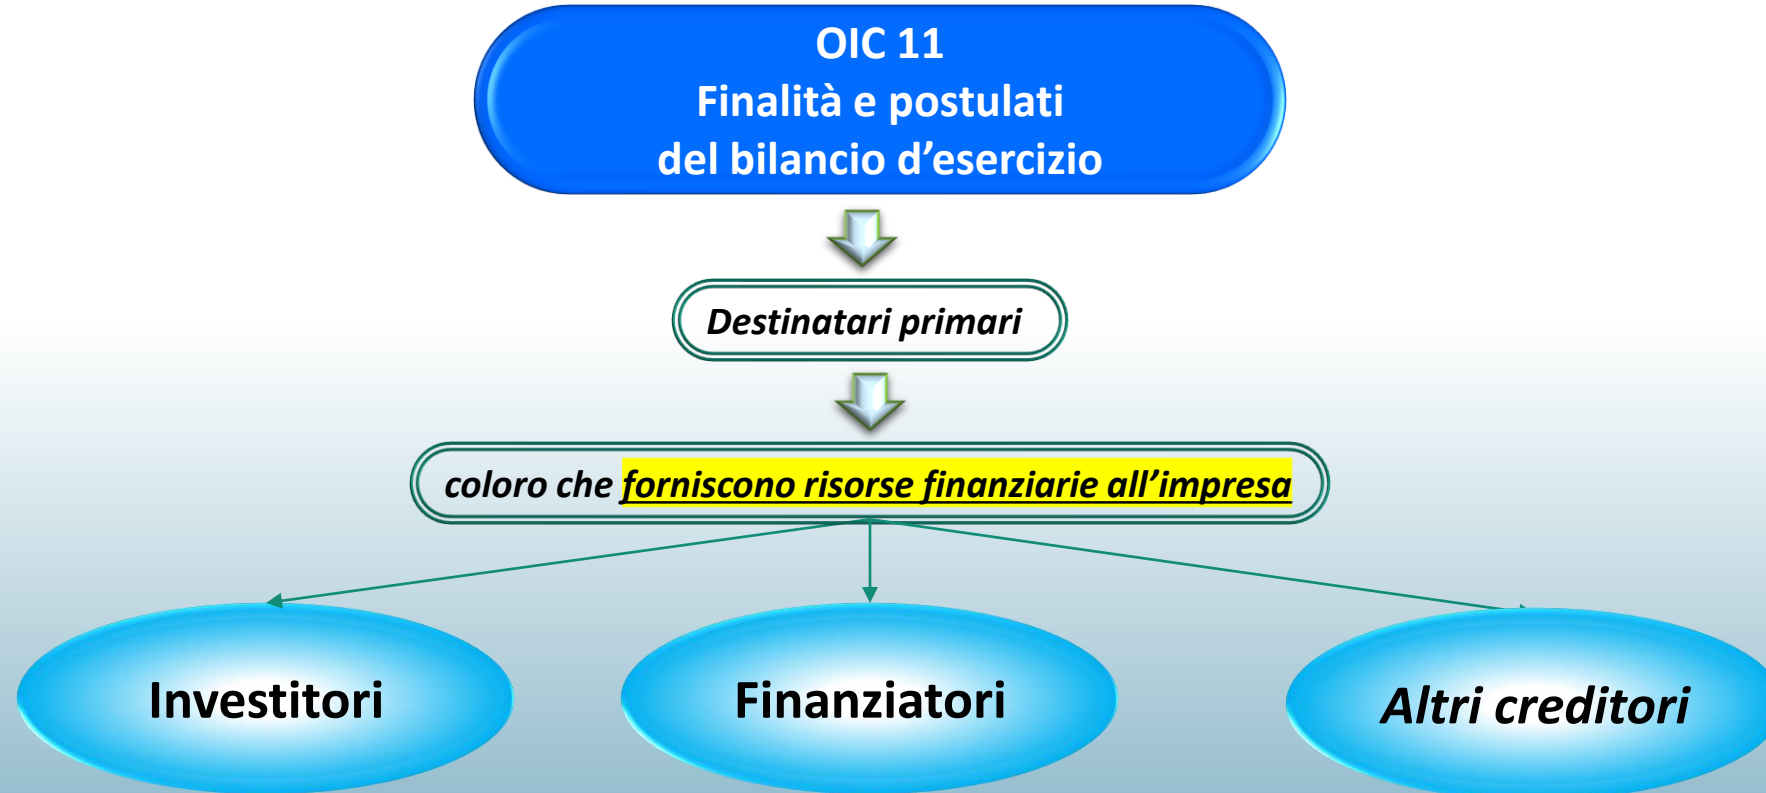 OIC 11
Finalità e postulati
del bilancio d’esercizio
Destinatari primari
coloro che forniscono risorse finanziarie all’impresa
Investitori
Finanziatori
Altri creditori